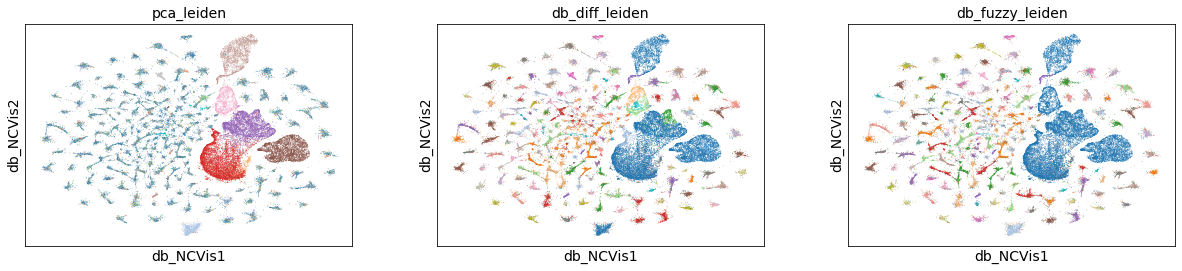 pca_leiden
db_diff_leiden
db_fuzzy_leiden
db_NCVis2
db_NCVis2
db_NCVis2
db_NCVis1
db_NCVis1
db_NCVis1